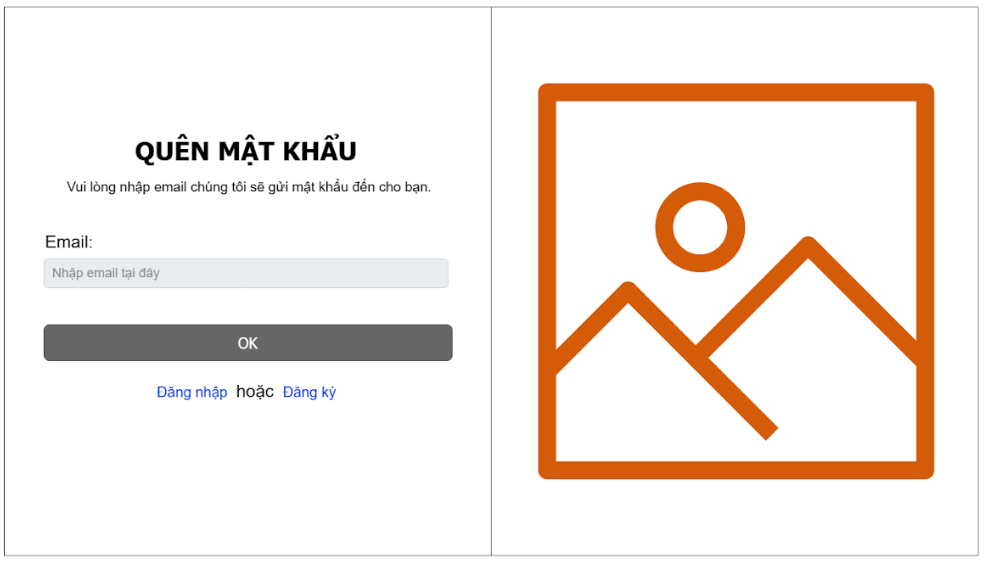 QUÊN MẬT KHẨU
Vui lòng nhập email chúng tôi sẽ gửi mật khẩu đến cho bạn.
Email:
Nhập email tại đây
OK
Đăng nhập hoặc Đăng ký